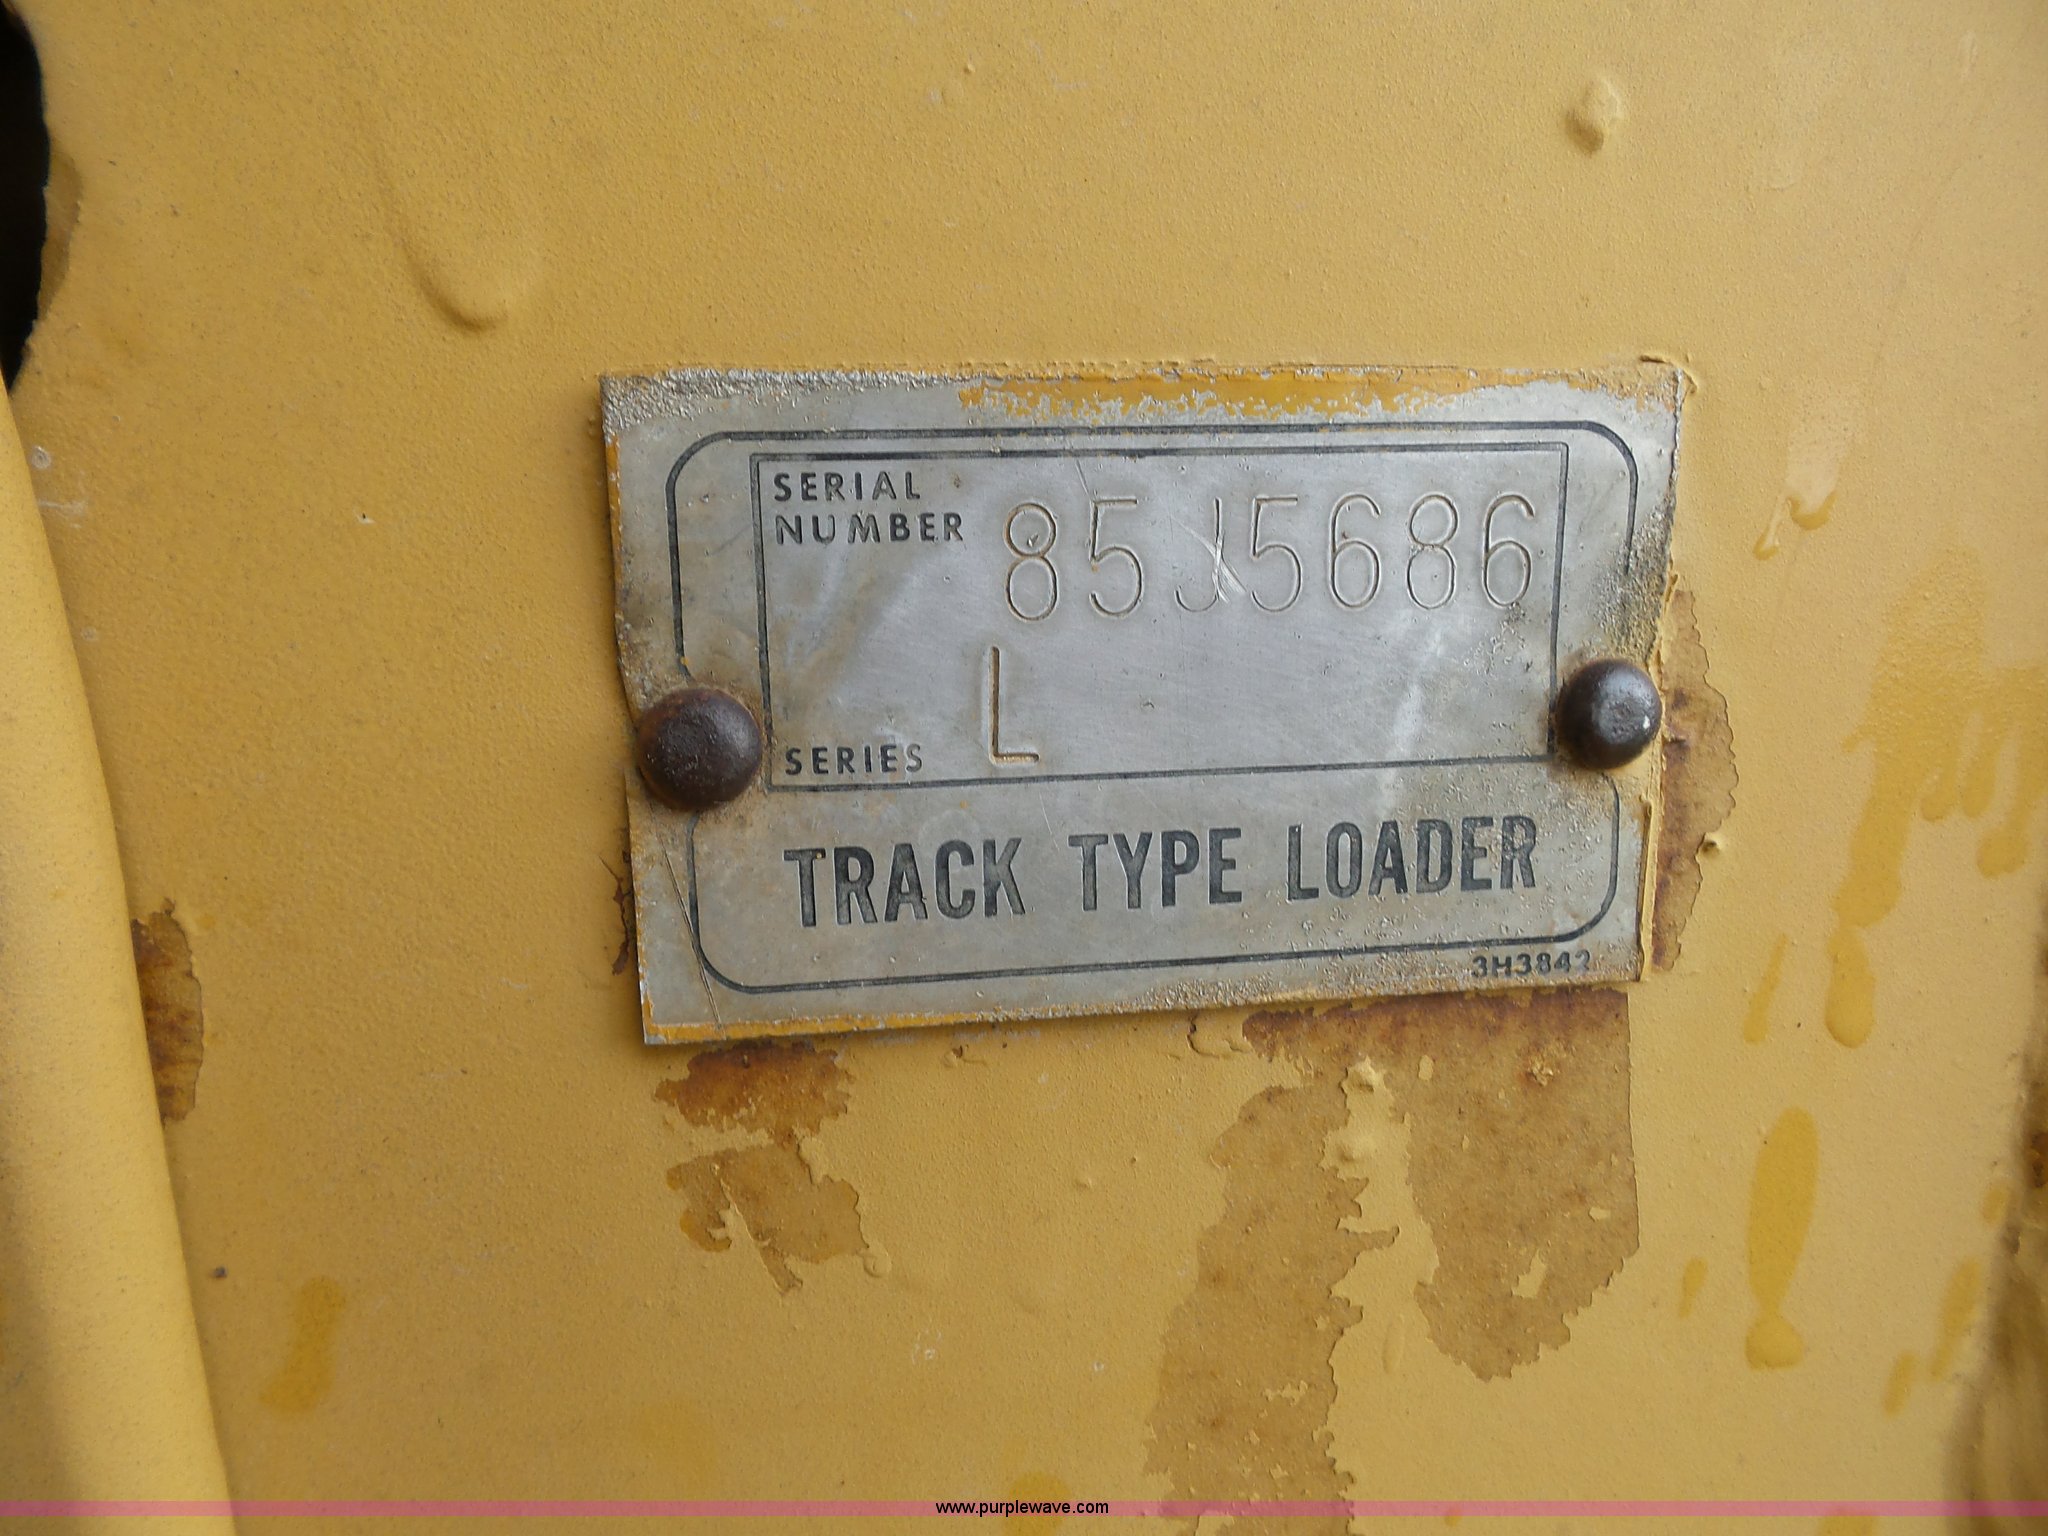 SERIAL
NUMBER 85J5686
SERIES L
TRACK TYPE LOADER
3H3842
www.purplewave.com